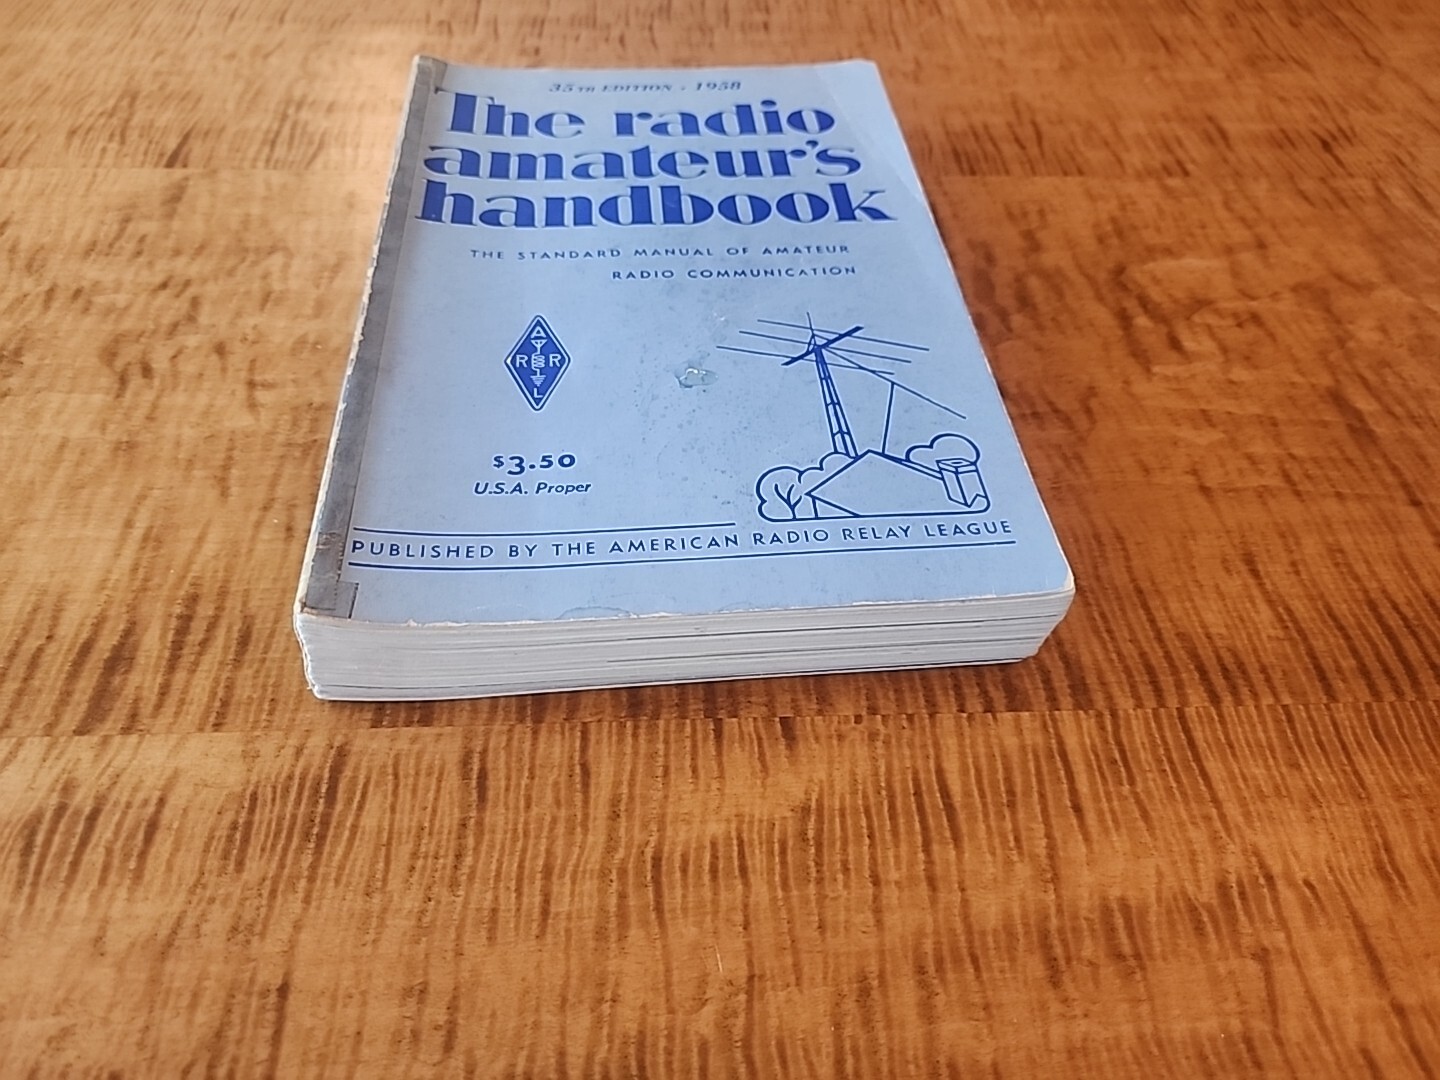 35TH EDITION · 1958
The radio
amateur's
handbook
THE STANDARD MANUAL OF AMATEUR
RADIO COMMUNICATION
A
R R
L
$3.50
U.S.A. Proper
PUBLISHED BY THE AMERICAN RADIO RELAY LEAGUE